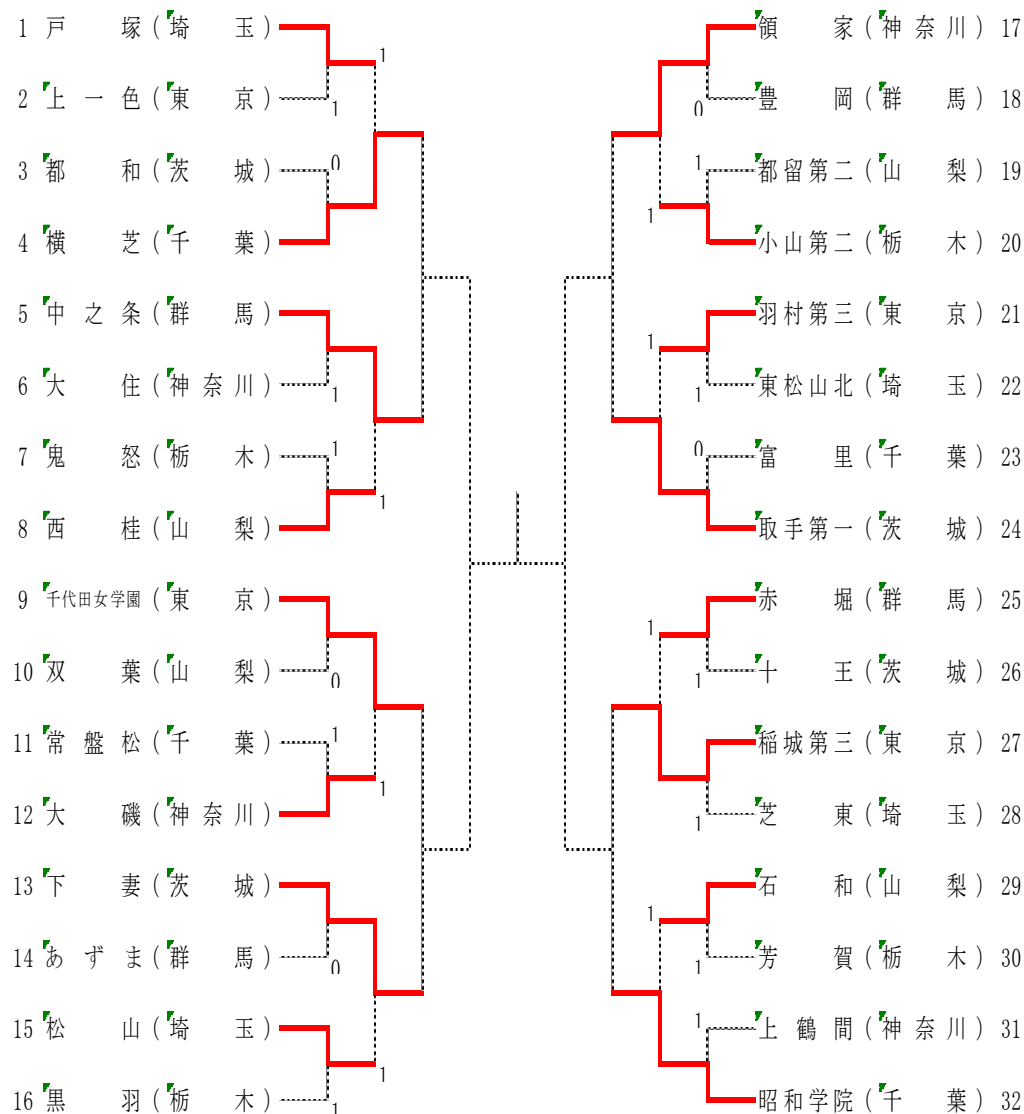 1 戸塚(埼玉)
1
2 上一色(東京)
1
3 都和(茨城)
0
4 横芝(千葉)
5 中之条(群馬)
6 大住(神奈川)
1
7 鬼怒(栃木)
1
8 西桂(山梨)
1
9 千代田女学園(東京)
10 双葉(山梨)
0
11 常盤松(千葉)
1
12 大磯(神奈川)
1
13 下妻(茨城)
14 あずま(群馬)
0
15 松山(埼玉)
1
16 黒羽(栃木)
1
領家(神奈川) 17
豊岡(群馬) 18
0
都留第二(山梨) 19
1
小山第二(栃木) 20
1
羽村第三(東京) 21
1
東松山北(埼玉) 22
1
富里(千葉) 23
0
取手第一(茨城) 24
赤堀(群馬) 25
1
十王(茨城) 26
1
稲城第三(東京) 27
芝東(埼玉) 28
1
石和(山梨) 29
1
芳賀(栃木) 30
1
上鶴間(神奈川) 31
1
昭和学院(千葉) 32